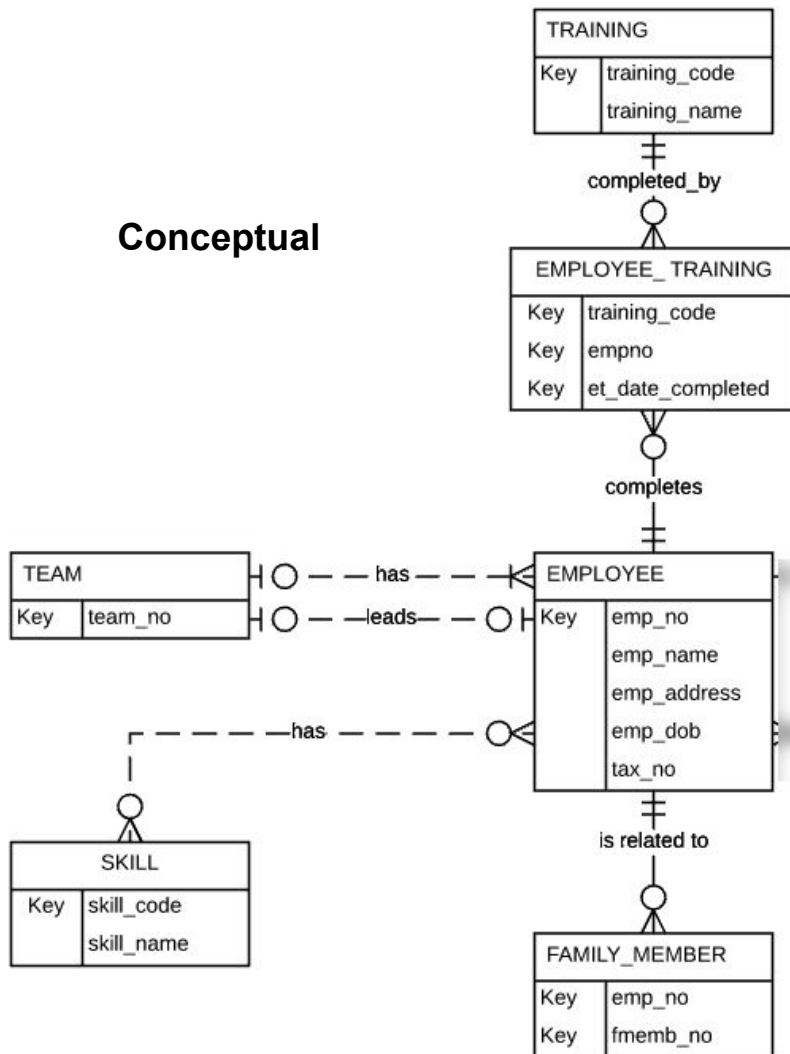 TRAINING
Key training_code
training_name
completed_by
Conceptual
EMPLOYEE_ TRAINING
Key training_code
Key empno
Key et_date_completed
completes
TEAM
Key team_no
has
leads
EMPLOYEE
Key emp_no
emp_name
emp_address
emp_dob
tax_no
has
SKILL
Key skill_code
skill_name
is related to
FAMILY_MEMBER
Key emp_no
Key fmemb_no